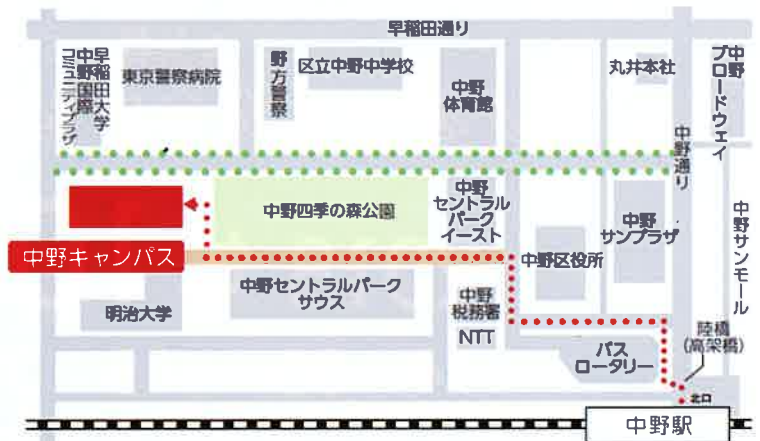 早稲田通り
早稲田大学
中野国際
コミュニティプラザ
東京警察病院
野方警察
区立中野中学校
中野
体育館
丸井本社
中野
ブロードウェイ
中野通り
中野四季の森公園
中野
セントラル
パーク
イースト
中野キャンパス
中野区役所
中野
サンプラザ
中野サンモール
明治大学
中野セントラルパーク
サウス
中野
税務署
NTT
バス
ロータリー
陸橋
(高架橋)
北口
中野駅